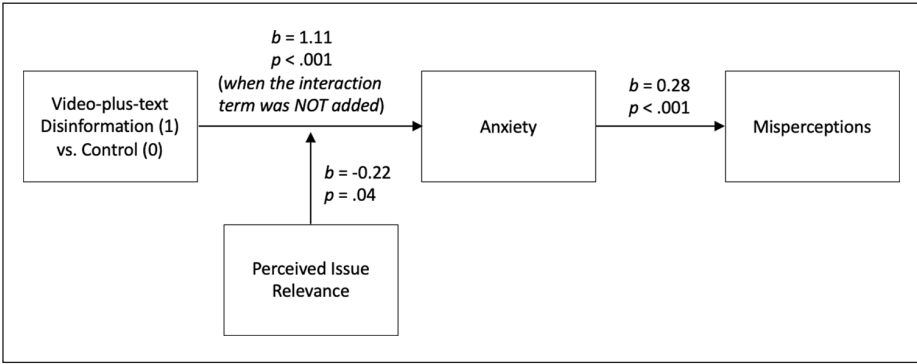 b = 1.11
p < .001
(when the interaction
term was NOT added)
Video-plus-text
Disinformation (1)
vs. Control (0)
Anxiety
b = 0.28
p < .001
Misperceptions
b = -0.22
p = .04
Perceived Issue
Relevance